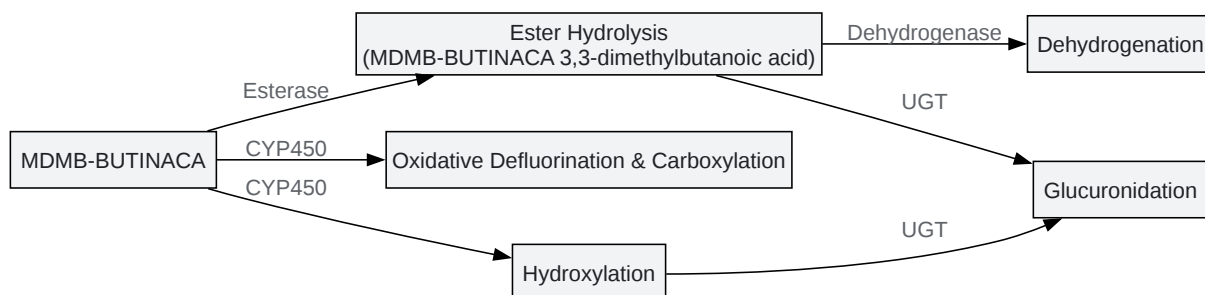 Ester Hydrolysis
(MDMB-BUTINACA 3,3-dimethylbutanoic acid)
Dehydrogenase
Dehydrogenation
Esterase
UGT
MDMB-BUTINACA
CYP450
Oxidative Defluorination & Carboxylation
CYP450
Glucuronidation
UGT
Hydroxylation